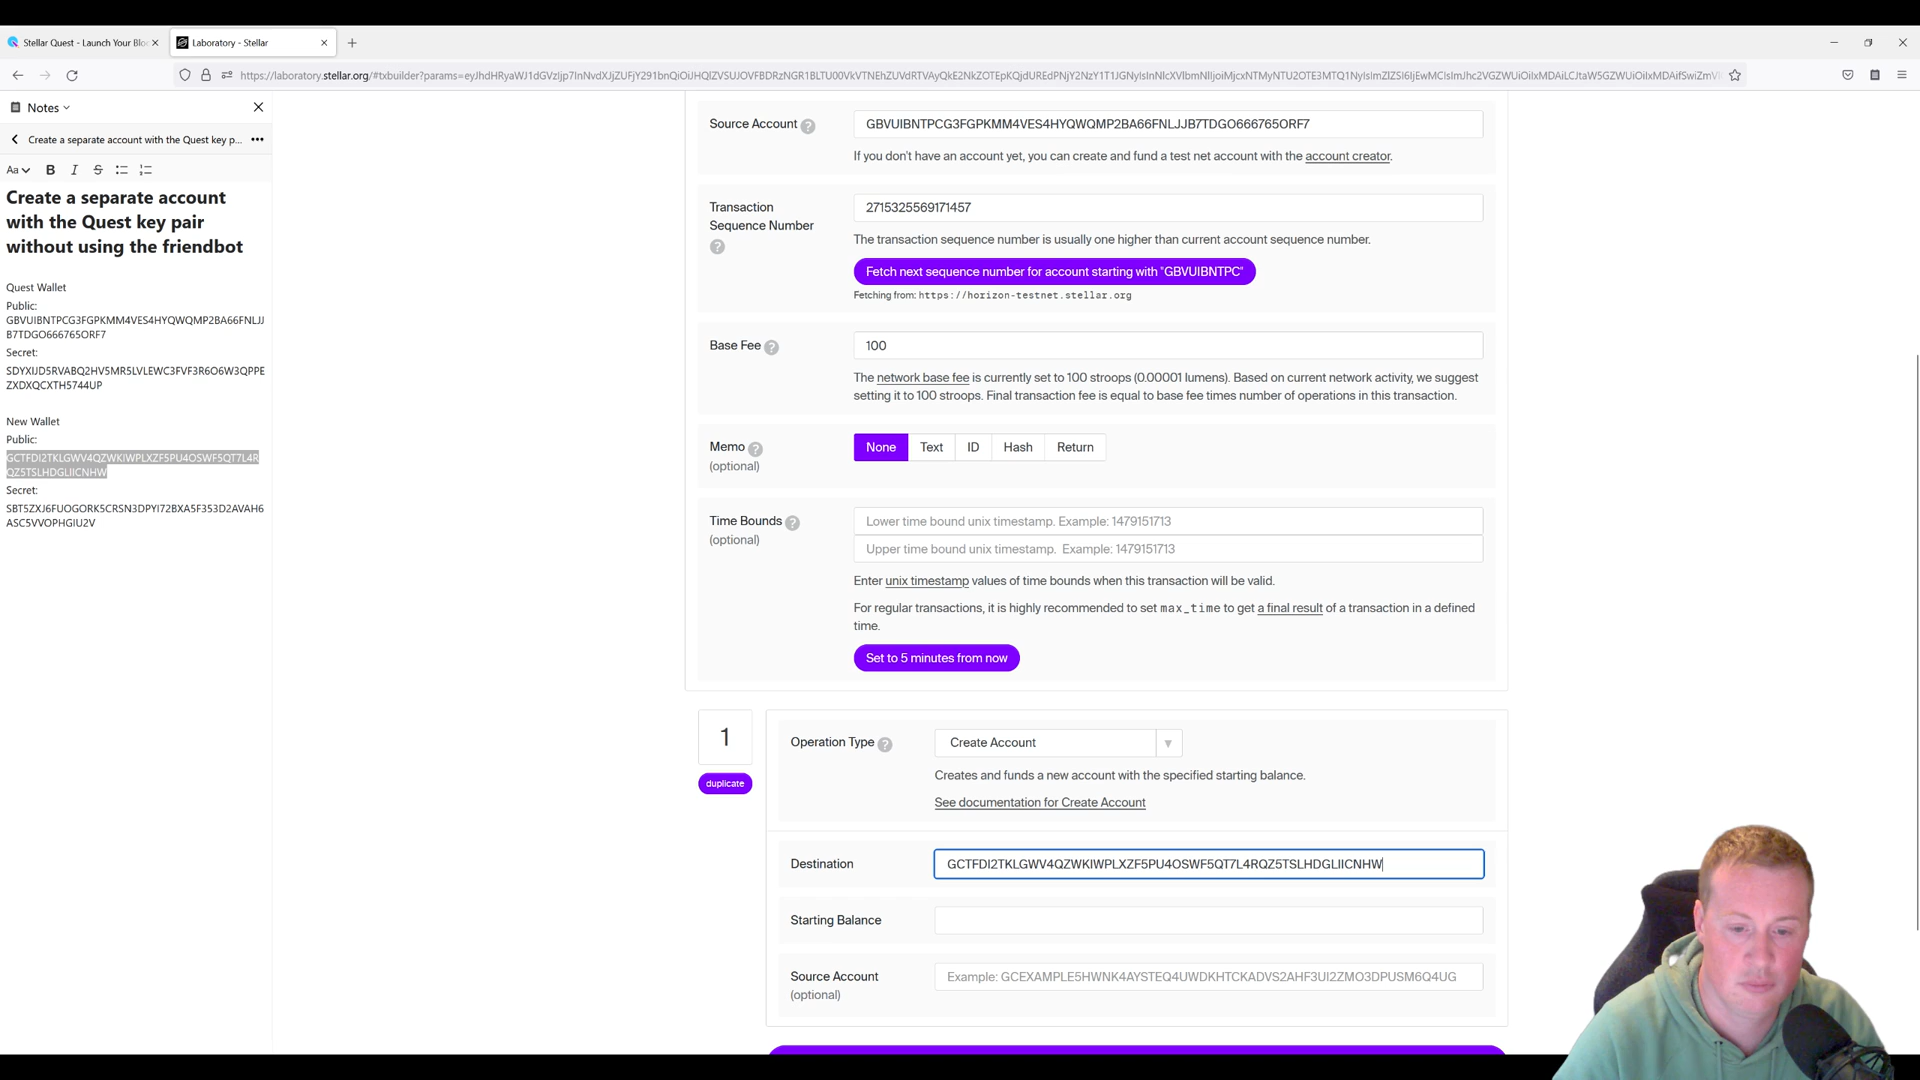 Stellar Quest - Launch Your Bloc
Laboratory - Stellar
Notes
Create a separate account with the Quest key p...
Aa B I S
Create a separate account
with the Quest key pair
without using the friendbot
Quest Wallet
Public:
GBVUIBNTPCG3FGPKMM4VES4HYQWQMP2BA66FNLJJ
B7TDGO666765ORF7
Secret:
SDYXIJD5RVABQ2HV5MR5LVLEWC3FVF3R6O6W3QPPE
ZXDXQCXTH5744UP
New Wallet
Public:
GCTFDI2TKLGWV4QZWKIWPLXZF5PU4OSWF5QT7L4R
QZ5TSLHDGLIICNHW
Secret:
SBT5ZXJ6FUOGORK5CRSN3DPYI72BXA5F353D2AVAH6
ASC5VVOPHGIU2V
Source Account
GBVUIBNTPCG3FGPKMM4VES4HYQWQMP2BA66FNLJJB7TDGO666765ORF7
If you don't have an account yet, you can create and fund a test net account with the account creator.
Transaction
Sequence Number
2715325569171457
The transaction sequence number is usually one higher than current account sequence number.
Fetch next sequence number for account starting with "GBVUIBNTPC"
Fetching from: https://horizon-testnet.stellar.org
Base Fee
100
The network base fee is currently set to 100 stroops (0.00001 lumens). Based on current network activity, we suggest
setting it to 100 stroops. Final transaction fee is equal to base fee times number of operations in this transaction.
Memo
(optional)
None Text ID Hash Return
Time Bounds
(optional)
Lower time bound unix timestamp. Example: 1479151713
Upper time bound unix timestamp. Example: 1479151713
Enter unix timestamp values of time bounds when this transaction will be valid.
For regular transactions, it is highly recommended to set max_time to get a final result of a transaction in a defined
time.
Set to 5 minutes from now
1
duplicate
Operation Type
Create Account
Creates and funds a new account with the specified starting balance.
See documentation for Create Account
Destination
GCTFDI2TKLGWV4QZWKIWPLXZF5PU4OSWF5QT7L4RQZ5TSLHDGLIICNHW
Starting Balance
Source Account
(optional)
Example: GCEXAMPLE5HWNK4AYSTEQ4UWDKHTCKADVS2AHF3UI2ZMO3DPUSM6Q4UG